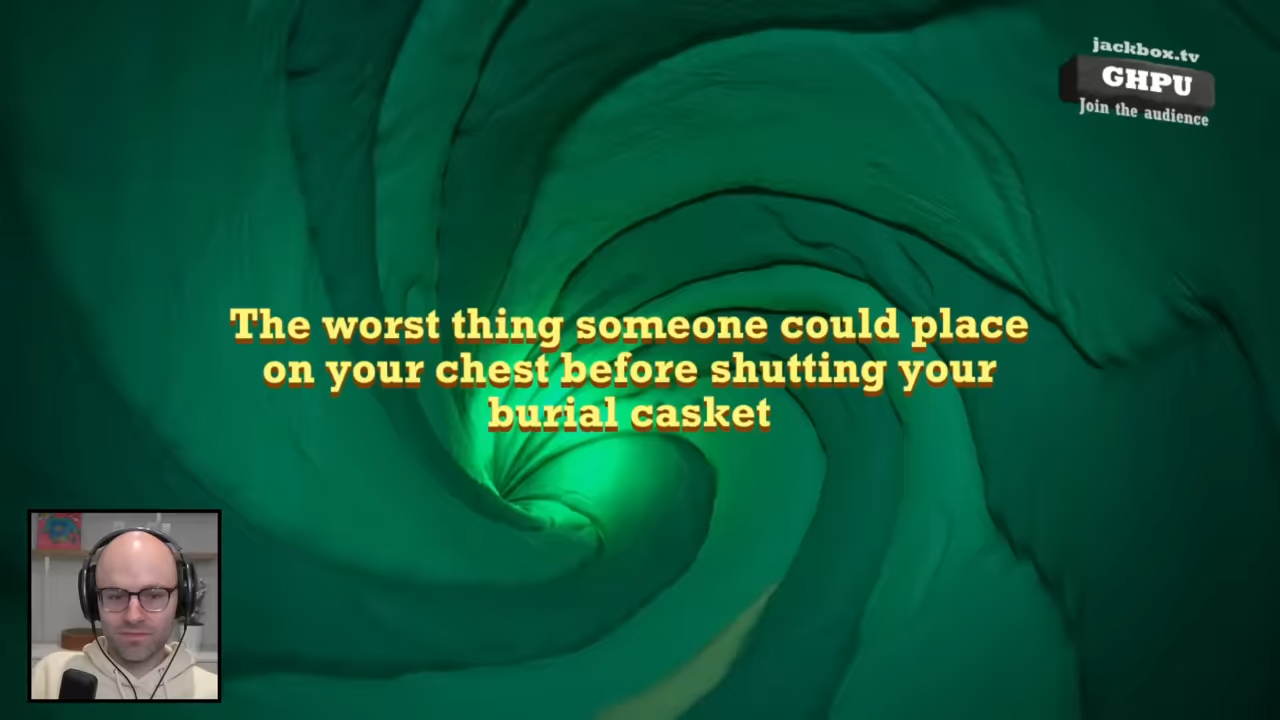 jackbox.tv
GHPU
Join the audience
The worst thing someone could place
on your chest before shutting your
burial casket